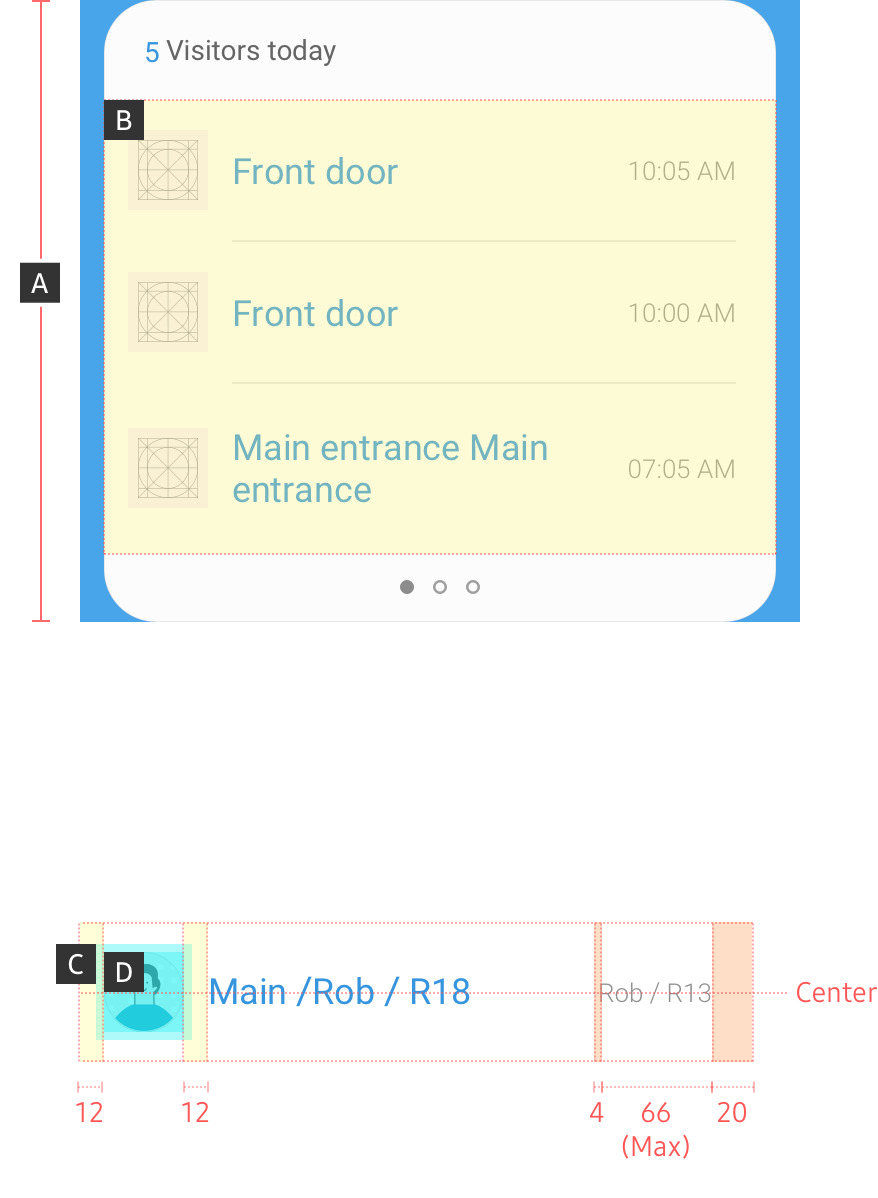 5 Visitors today
B
Front door 10:05 AM
A
Front door 10:00 AM
Main entrance Main
entrance
07:05 AM
C
D
Main /Rob / R18
Rob / R13
Center
12 12 4 66 20
(Max)